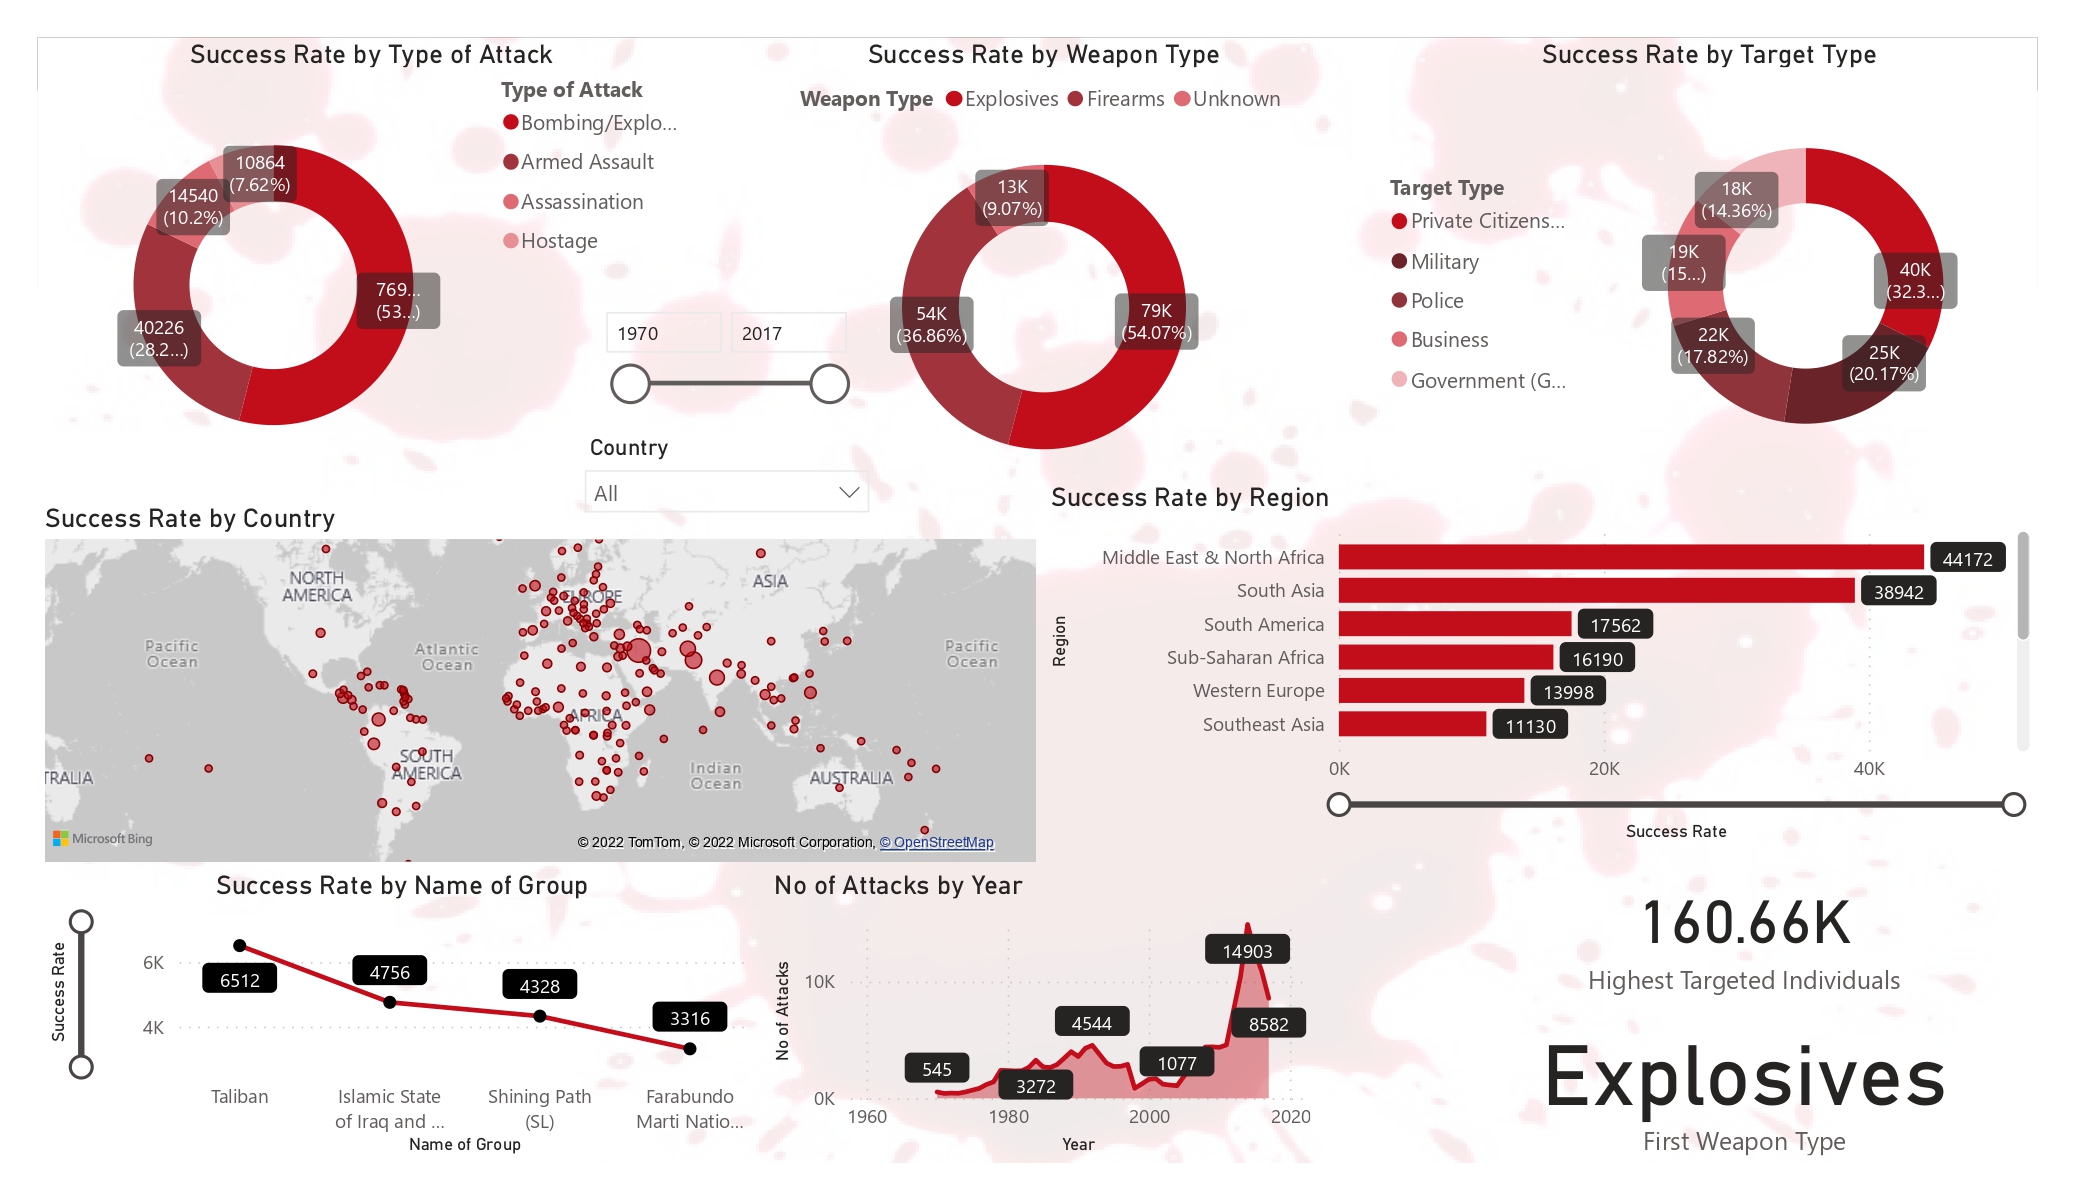 Success Rate by Type of Attack
Type of Attack
Bombing/Explo...
Armed Assault
Assassination
Hostage
10864
(7.62%)
14540
(10.2%)
769...
(53...)
40226
(28.2...)
1970
2017
Country
All
Success Rate by Weapon Type
Weapon Type Explosives Firearms Unknown
13K
(9.07%)
54K
(36.86%)
79K
(54.07%)
Success Rate by Target Type
Target Type
Private Citizens...
Military
Police
Business
Government (G...
18K
(14.36%)
19K
(15...)
40K
(32.3...)
22K
(17.82%)
25K
(20.17%)
Success Rate by Country
NORTH
AMERICA
EUROPE
ASIA
Pacific
Ocean
Atlantic
Ocean
Pacific
Ocean
AFRICA
SOUTH
AMERICA
Indian
Ocean
TRALIA
AUSTRALIA
Microsoft Bing
© 2022 TomTom, © 2022 Microsoft Corporation, © OpenStreetMap
Success Rate by Region
Region
Middle East & North Africa 44172
South Asia 38942
South America 17562
Sub-Saharan Africa 16190
Western Europe 13998
Southeast Asia 11130
0K 20K 40K
Success Rate
Success Rate by Name of Group
Success Rate
6K
4K
6512
4756
4328
3316
Taliban
Islamic State
of Iraq and ...
Shining Path
(SL)
Farabundo
Marti Natio...
Name of Group
No of Attacks by Year
No of Attacks
10K
0K
545
3272
4544
1077
14903
8582
1960 1980 2000 2020
Year
160.66K
Highest Targeted Individuals
Explosives
First Weapon Type